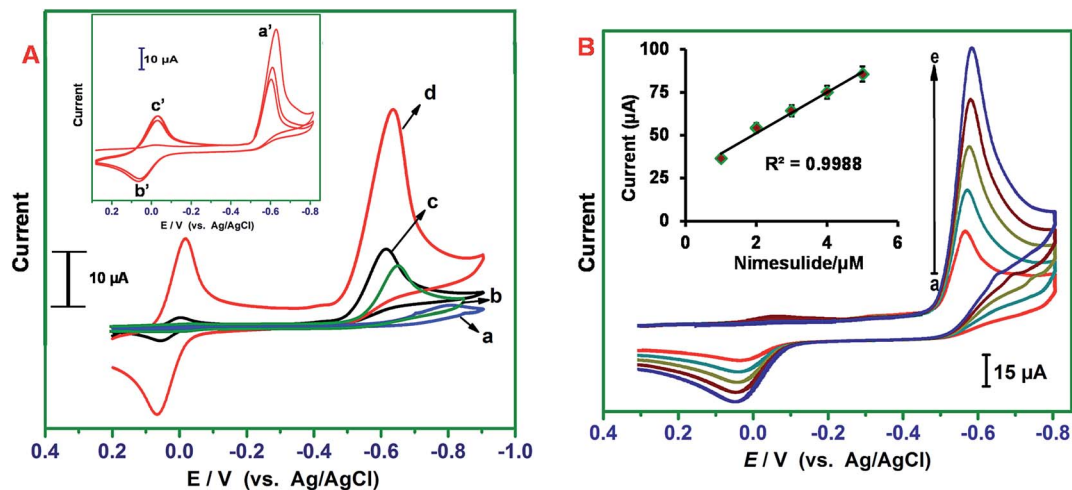 A
10 µA
a'
c'
b'
Current
0.2 0.0 -0.2 -0.4 -0.6 -0.8
E / V (vs. Ag/AgCl)
d
c
b
a
10 µA
Current
0.4 0.2 0.0 -0.2 -0.4 -0.6 -0.8 -1.0
E / V (vs. Ag/AgCl)
B
100
75
50
25
0
Current (µA)
R² = 0.9988
0 2 4 6
Nimesulide/µM
e
a
15 µA
Current
0.4 0.2 0.0 -0.2 -0.4 -0.6 -0.8
E / V (vs. Ag/AgCl)